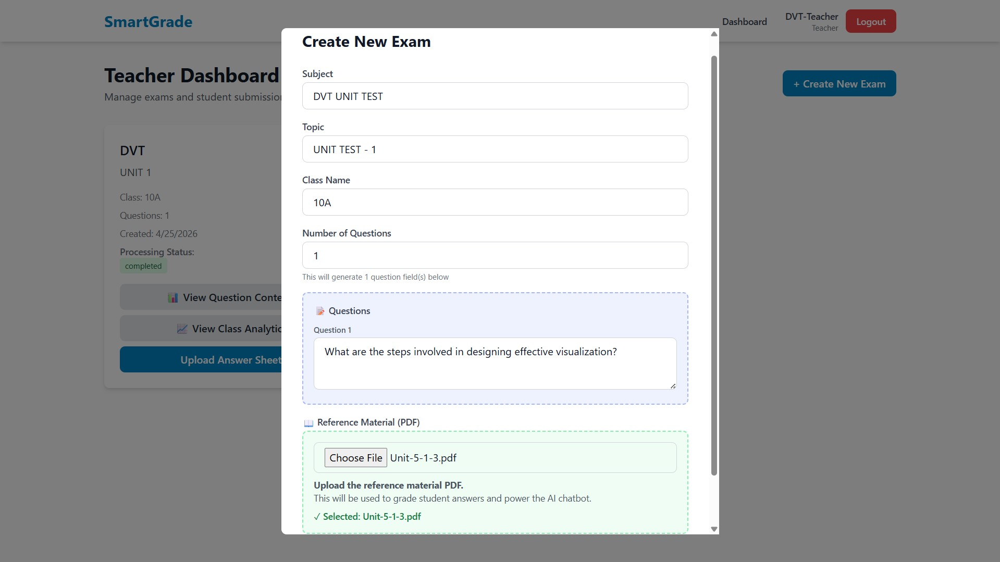 SmartGrade
Dashboard
DVT-Teacher
Teacher
Logout
Teacher Dashboard
Manage exams and student submission
+ Create New Exam
DVT
UNIT 1
Class: 10A
Questions: 1
Created: 4/25/2026
Processing Status:
completed
View Question Conte
View Class Analytic
Upload Answer Sheet
Create New Exam
Subject
DVT UNIT TEST
Topic
UNIT TEST - 1
Class Name
10A
Number of Questions
1
This will generate 1 question field(s) below
Questions
Question 1
What are the steps involved in designing effective visualization?
Reference Material (PDF)
Choose File Unit-5-1-3.pdf
Upload the reference material PDF.
This will be used to grade student answers and power the AI chatbot.
✓ Selected: Unit-5-1-3.pdf